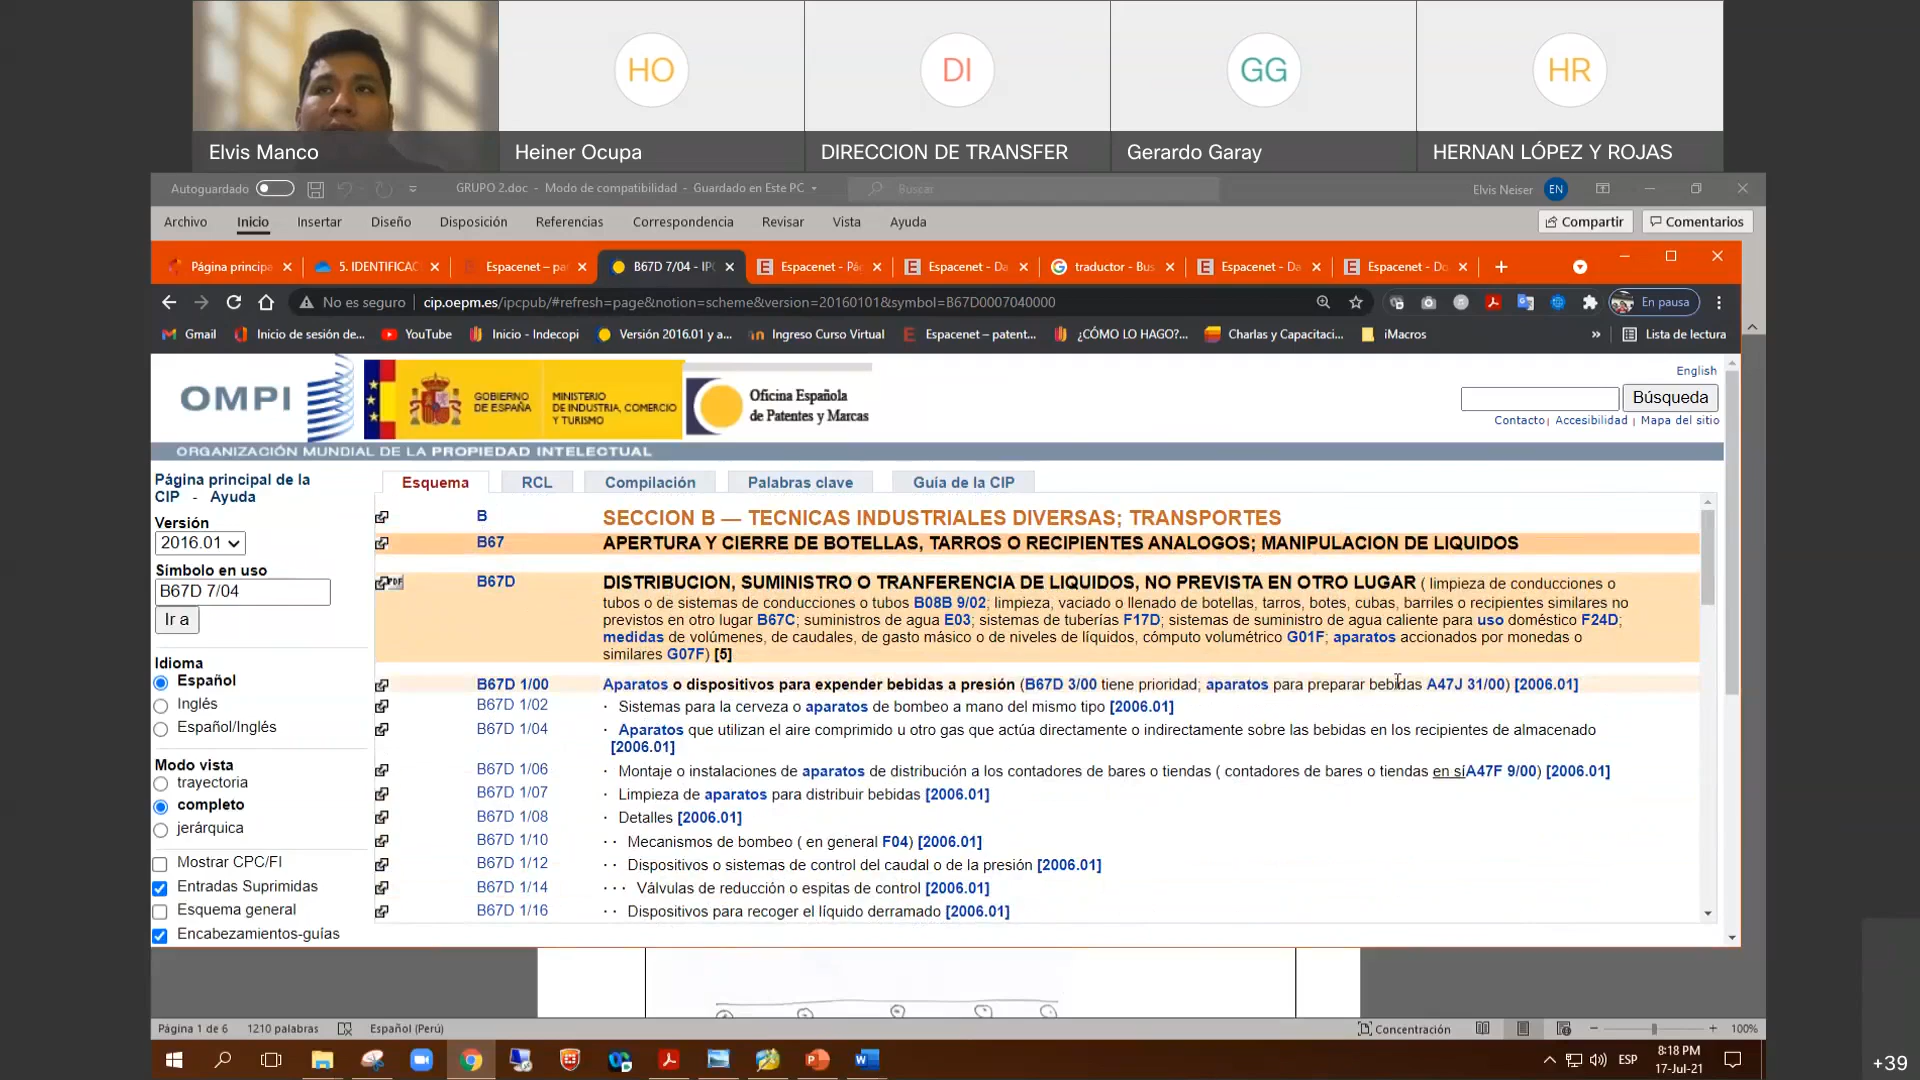 HO
DI
GG
HR
Elvis Manco
Heiner Ocupa
DIRECCION DE TRANSFER
Gerardo Garay
HERNAN LÓPEZ Y ROJAS
Autoguardado
GRUPO 2.doc - Modo de compatibilidad - Guardado en Este PC
Buscar
Elvis Neiser
EN
Archivo
Inicio
Insertar
Diseño
Disposición
Referencias
Correspondencia
Revisar
Vista
Ayuda
Compartir
Comentarios
Página principa
5. IDENTIFICAC
Espacenet – pa
B67D 7/04 - IP
Espacenet - Pá
Espacenet - Da
traductor - Bus
Espacenet - Da
Espacenet - Do
No es seguro
cip.oepm.es/ipcpub/#refresh=page&notion=scheme&version=20160101&symbol=B67D0007040000
En pausa
Gmail
Inicio de sesión de...
YouTube
Inicio - Indecopi
Versión 2016.01 y a...
Ingreso Curso Virtual
Espacenet – patent...
¿CÓMO LO HAGO?...
Charlas y Capacitaci...
iMacros
»
Lista de lectura
OMPI
GOBIERNO
DE ESPAÑA
MINISTERIO
DE INDUSTRIA, COMERCIO
Y TURISMO
Oficina Española
de Patentes y Marcas
English
Búsqueda
Contacto| Accesibilidad | Mapa del sitio
ORGANIZACIÓN MUNDIAL DE LA PROPIEDAD INTELECTUAL
Página principal de la
CIP - Ayuda
Versión
2016.01
Simbolo en uso
B67D 7/04
Ir a
Idioma
Español
Inglés
Español/Inglés
Modo vista
trayectoria
completo
jerárquica
Mostrar CPC/FI
Entradas Suprimidas
Esquema general
Encabezamientos-guías
Esquema
RCL
Compilación
Palabras clave
Guía de la CIP
B SECCION B — TECNICAS INDUSTRIALES DIVERSAS; TRANSPORTES
B67 APERTURA Y CIERRE DE BOTELLAS, TARROS O RECIPIENTES ANALOGOS; MANIPULACION DE LIQUIDOS
PDF B67D DISTRIBUCION, SUMINISTRO O TRANFERENCIA DE LIQUIDOS, NO PREVISTA EN OTRO LUGAR ( limpieza de conducciones o
tubos o de sistemas de conducciones o tubos B08B 9/02; limpieza, vaciado o llenado de botellas, tarros, botes, cubas, barriles o recipientes similares no
previstos en otro lugar B67C; suministros de agua E03; sistemas de tuberías F17D; sistemas de suministro de agua caliente para uso doméstico F24D;
medidas de volúmenes, de caudales, de gasto másico o de niveles de líquidos, cómputo volumétrico G01F; aparatos accionados por monedas o
similares G07F) [5]
B67D 1/00 Aparatos o dispositivos para expender bebidas a presión (B67D 3/00 tiene prioridad; aparatos para preparar bebidas A47J 31/00) [2006.01]
B67D 1/02 · Sistemas para la cerveza o aparatos de bombeo a mano del mismo tipo [2006.01]
B67D 1/04 · Aparatos que utilizan el aire comprimido u otro gas que actúa directamente o indirectamente sobre las bebidas en los recipientes de almacenado
[2006.01]
B67D 1/06 · Montaje o instalaciones de aparatos de distribución a los contadores de bares o tiendas ( contadores de bares o tiendas en síA47F 9/00) [2006.01]
B67D 1/07 · Limpieza de aparatos para distribuir bebidas [2006.01]
B67D 1/08 · Detalles [2006.01]
B67D 1/10 · · Mecanismos de bombeo ( en general F04) [2006.01]
B67D 1/12 · · Dispositivos o sistemas de control del caudal o de la presión [2006.01]
B67D 1/14 · · · Válvulas de reducción o espitas de control [2006.01]
B67D 1/16 · · Dispositivos para recoger el líquido derramado [2006.01]
Página 1 de 6
1210 palabras
Español (Perú)
Concentración
100%
ESP
8:18 PM
17-Jul-21
+39